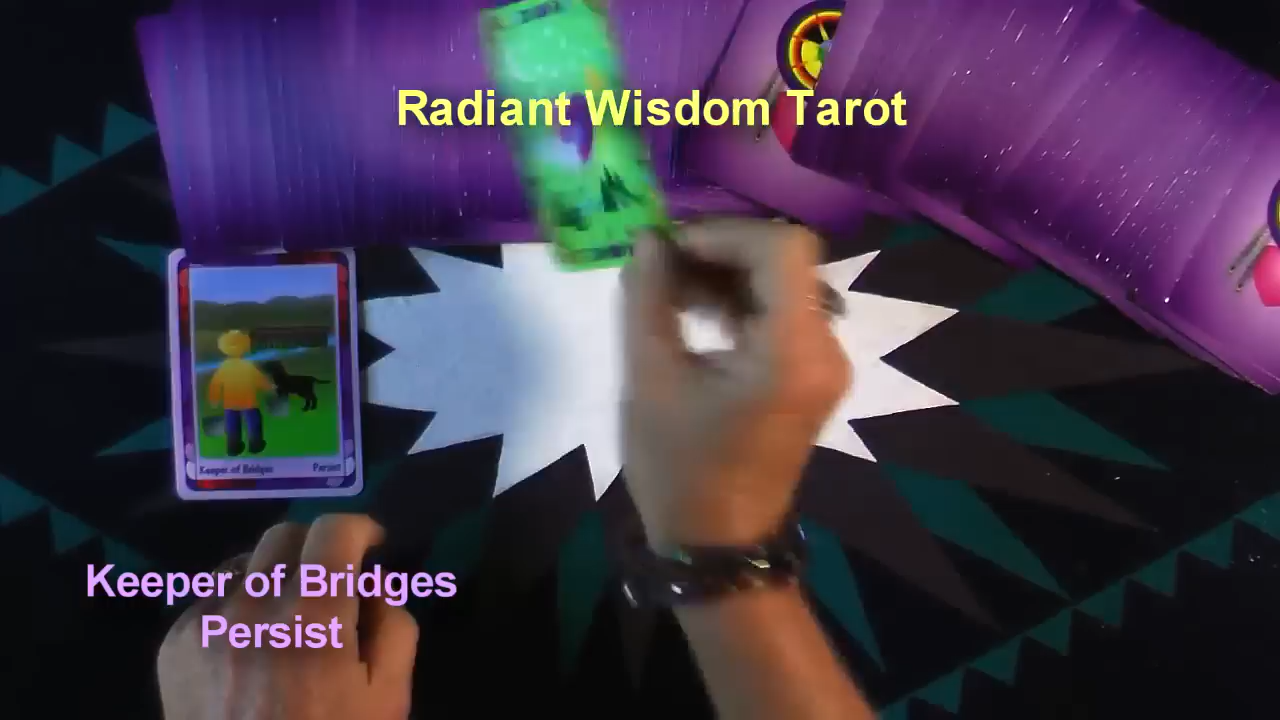 Radiant Wisdom Tarot
Keeper of Bridges Persist
Keeper of Bridges
Persist